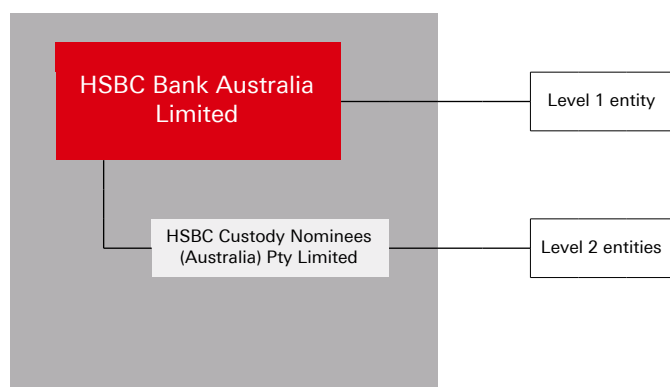 HSBC Bank Australia
Limited
Level 1 entity
HSBC Custody Nominees
(Australia) Pty Limited
Level 2 entities